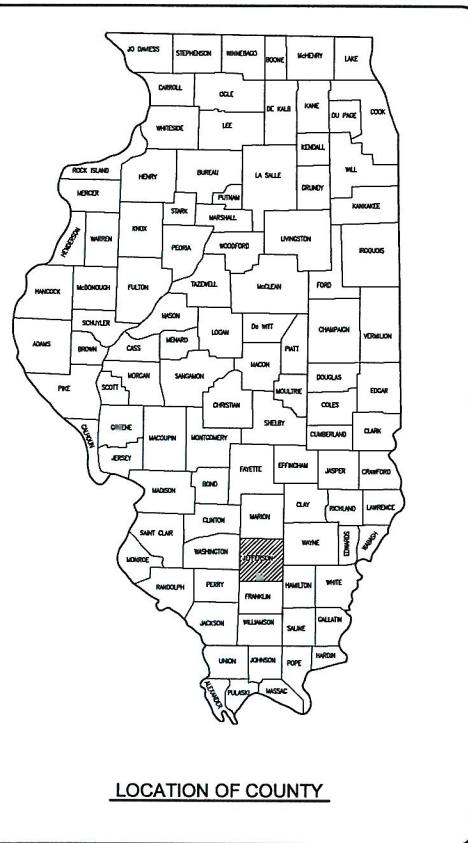 JO DAVIESS
STEPHENSON
WINNEBAGO
BOONE
McHENRY
LAKE
CARROLL
OGLE
DE KALB
KANE
DU PAGE
COOK
WHITESIDE
LEE
KENDALL
ROCK ISLAND
HENRY
BUREAU
LA SALLE
GRUNDY
WILL
MERCER
PUTNAM
KANKAKEE
STARK
MARSHALL
HENDERSON
WARREN
KNOX
PEORIA
WOODFORD
LIVINGSTON
IROQUOIS
HANCOCK
McDONOUGH
FULTON
TAZEWELL
McCLEAN
FORD
MASON
SCHUYLER
LOGAN
De WITT
CHAMPAIGN
VERMILION
ADAMS
BROWN
CASS
MENARD
PIATT
MACON
PIKE
SCOTT
MORGAN
SANGAMON
DOUGLAS
EDGAR
MOULTRIE
CHRISTIAN
COLES
CALHOUN
GREENE
MACOUPIN
MONTGOMERY
SHELBY
CUMBERLAND
CLARK
JERSEY
FAYETTE
EFFINGHAM
JASPER
CRAWFORD
MADISON
BOND
CLAY
RICHLAND
LAWRENCE
CLINTON
MARION
SAINT CLAIR
WAYNE
EDWARDS
WABASH
MONROE
WASHINGTON
JEFFERSON
RANDOLPH
PERRY
HAMILTON
WHITE
FRANKLIN
JACKSON
WILLIAMSON
SALINE
GALLATIN
UNION
JOHNSON
POPE
HARDIN
ALEXANDER
PULASKI
MASSAC
LOCATION OF COUNTY